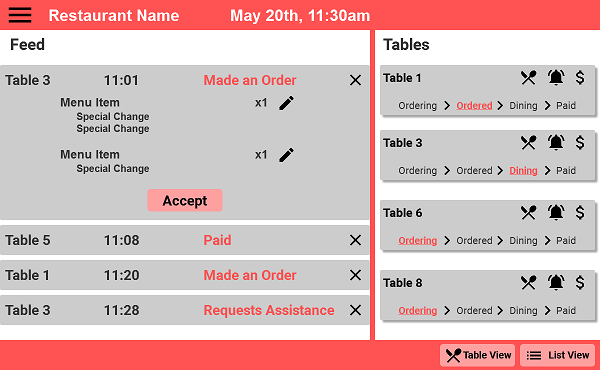 Restaurant Name May 20th, 11:30am
Feed
Table 3 11:01 Made an Order
Menu Item x1
Special Change
Special Change
Menu Item x1
Special Change
Accept
Table 5 11:08 Paid
Table 1 11:20 Made an Order
Table 3 11:28 Requests Assistance
Tables
Table 1 $
Ordering > Ordered > Dining > Paid
Table 3 $
Ordering > Ordered > Dining > Paid
Table 6 $
Ordering > Ordered > Dining > Paid
Table 8 $
Ordering > Ordered > Dining > Paid
Table View List View